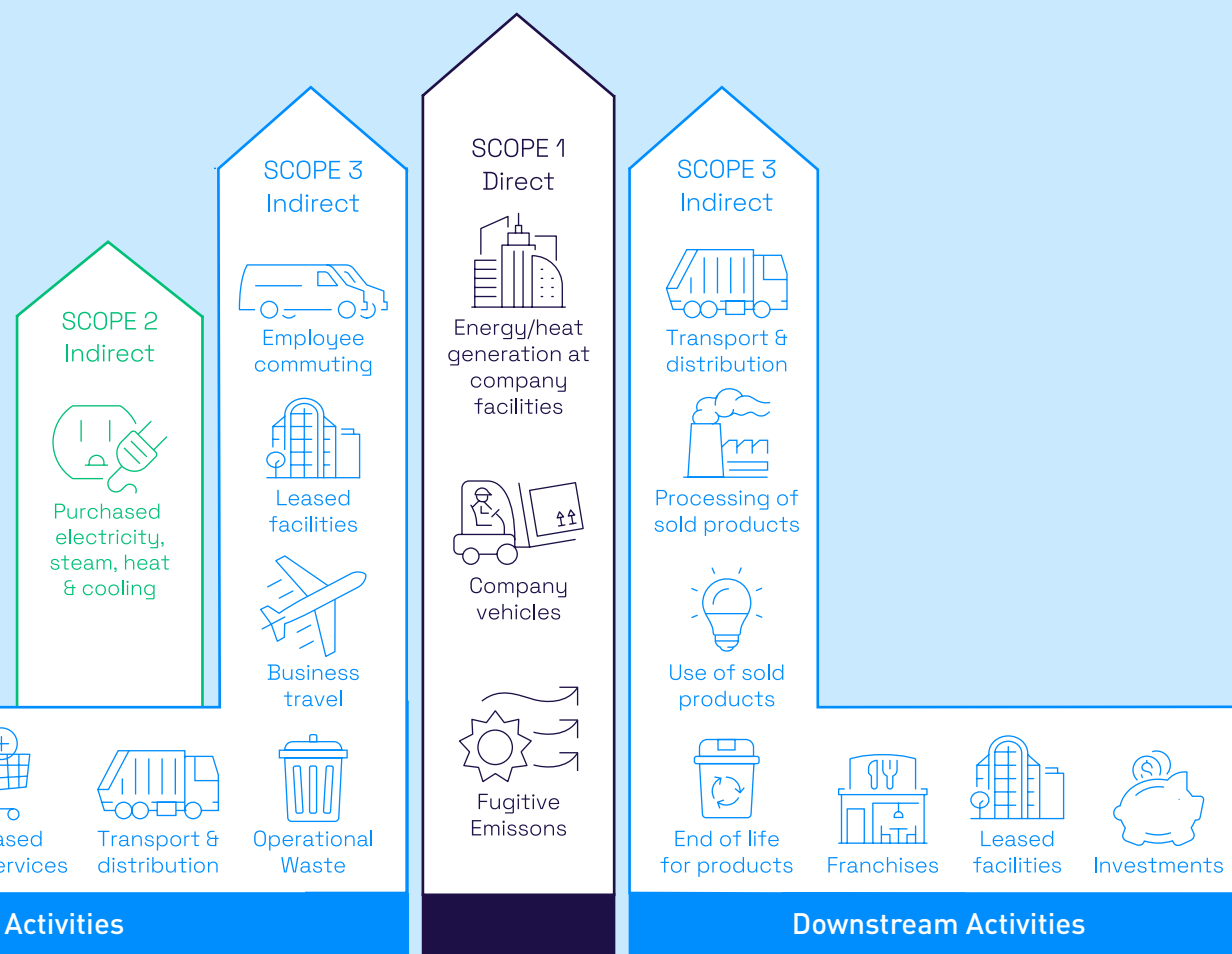 SCOPE 2
Indirect
Purchased
electricity,
steam, heat
& cooling
SCOPE 3
Indirect
Employee
commuting
Leased
facilities
Business
travel
ased
ervices
Transport &
distribution
Operational
Waste
Activities
SCOPE 1
Direct
Energy/heat
generation at
company
facilities
Company
vehicles
Fugitive
Emissons
SCOPE 3
Indirect
Transport &
distribution
Processing of
sold products
Use of sold
products
End of life
for products
Franchises
Leased
facilities
Investments
Downstream Activities